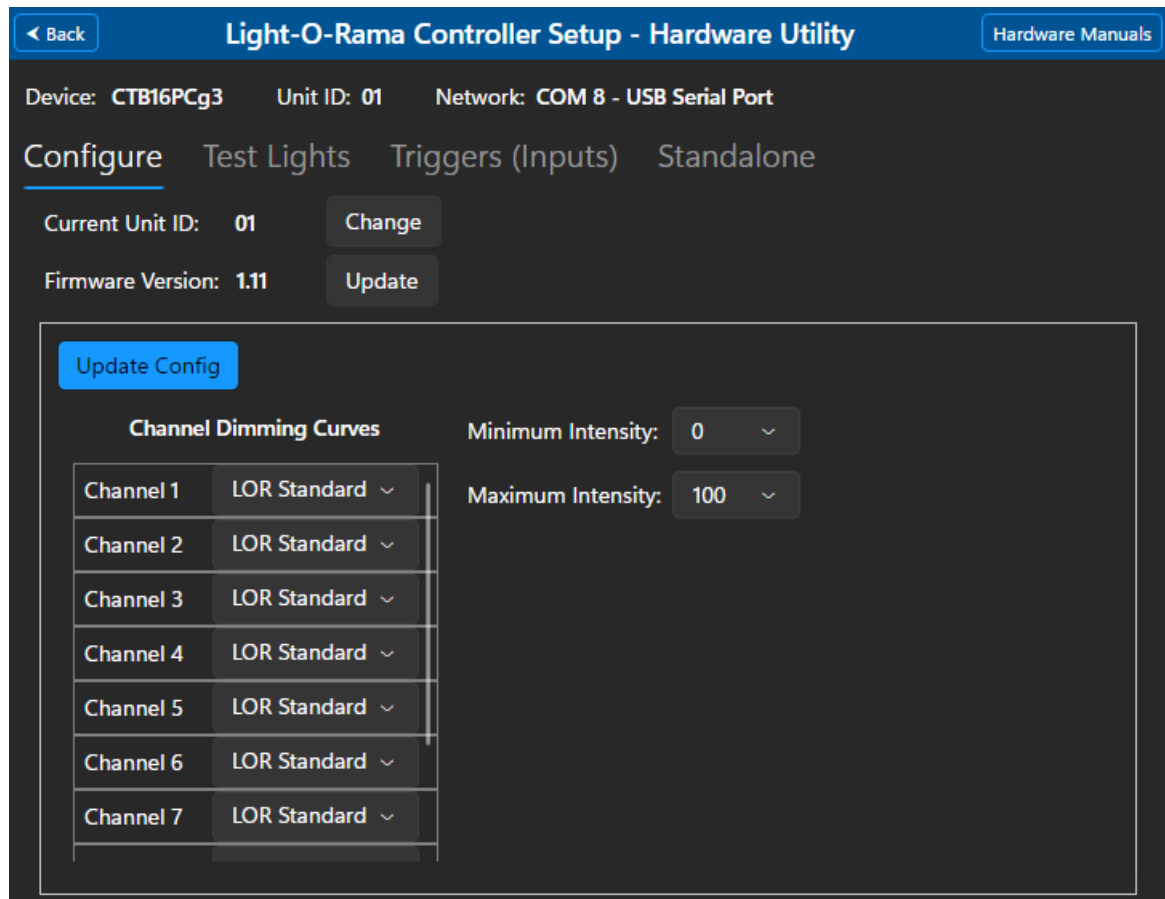 Back Light-O-Rama Controller Setup - Hardware Utility Hardware Manuals
Device: CTB16PCg3 Unit ID: 01 Network: COM 8 - USB Serial Port
Configure Test Lights Triggers (Inputs) Standalone
Current Unit ID: 01 Change
Firmware Version: 1.11 Update
Update Config
Channel Dimming Curves
Minimum Intensity: 0
Maximum Intensity: 100
Channel 1 LOR Standard
Channel 2 LOR Standard
Channel 3 LOR Standard
Channel 4 LOR Standard
Channel 5 LOR Standard
Channel 6 LOR Standard
Channel 7 LOR Standard